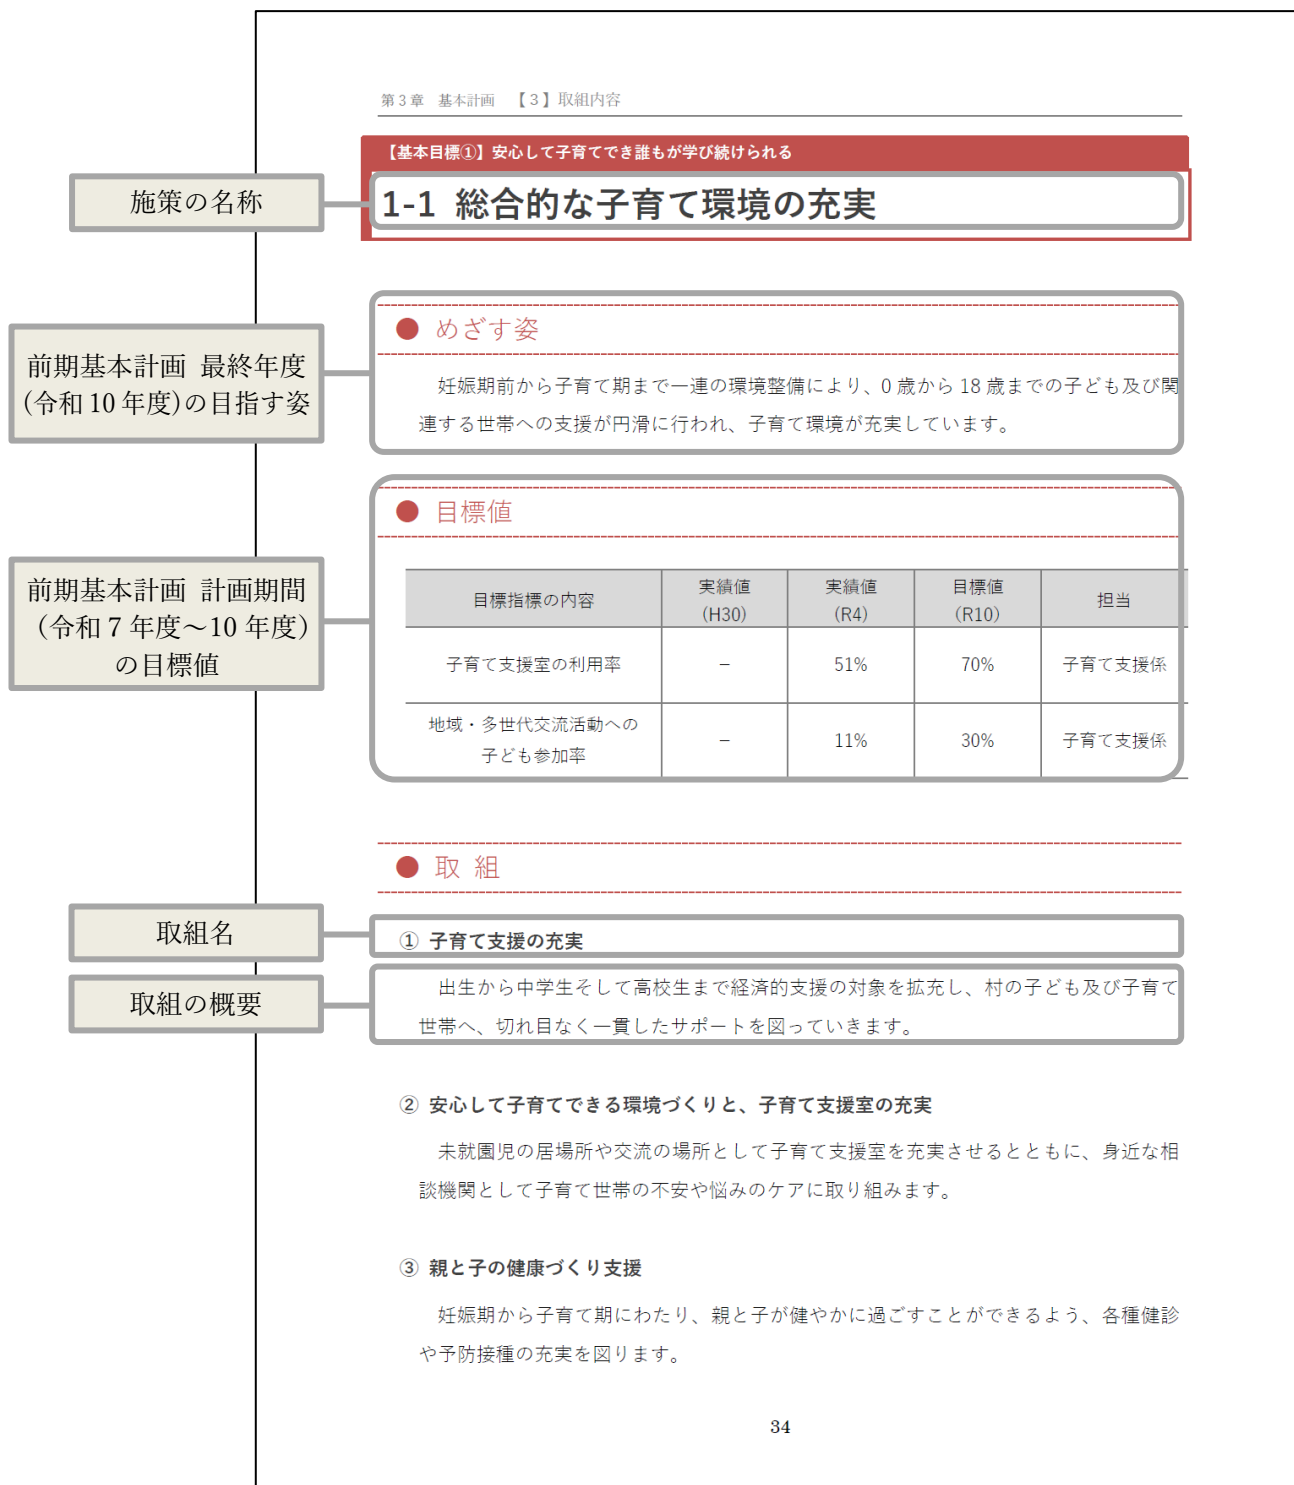 第3章　基本計画　【3】取組内容
【基本目標①】安心して子育てでき誰もが学び続けられる
施策の名称
1-1 総合的な子育て環境の充実
前期基本計画 最終年度
(令和10年度)の目指す姿
● めざす姿
妊娠期前から子育て期まで一連の環境整備により、0歳から18歳までの子ども及び関
連する世帯への支援が円滑に行われ、子育て環境が充実しています。
前期基本計画 計画期間
（令和7年度～10年度）
の目標値
● 目標値
目標指標の内容 実績値(H30) 実績値(R4) 目標値(R10) 担当
子育て支援室の利用率 － 51% 70% 子育て支援係
地域・多世代交流活動への
子ども参加率 － 11% 30% 子育て支援係
● 取 組
取組名
① 子育て支援の充実
取組の概要
出生から中学生そして高校生まで経済的支援の対象を拡充し、村の子ども及び子育て
世帯へ、切れ目なく一貫したサポートを図っていきます。
② 安心して子育てできる環境づくりと、子育て支援室の充実
未就園児の居場所や交流の場所として子育て支援室を充実させるとともに、身近な相
談機関として子育て世帯の不安や悩みのケアに取り組みます。
③ 親と子の健康づくり支援
妊娠期から子育て期にわたり、親と子が健やかに過ごすことができるよう、各種健診
や予防接種の充実を図ります。
34